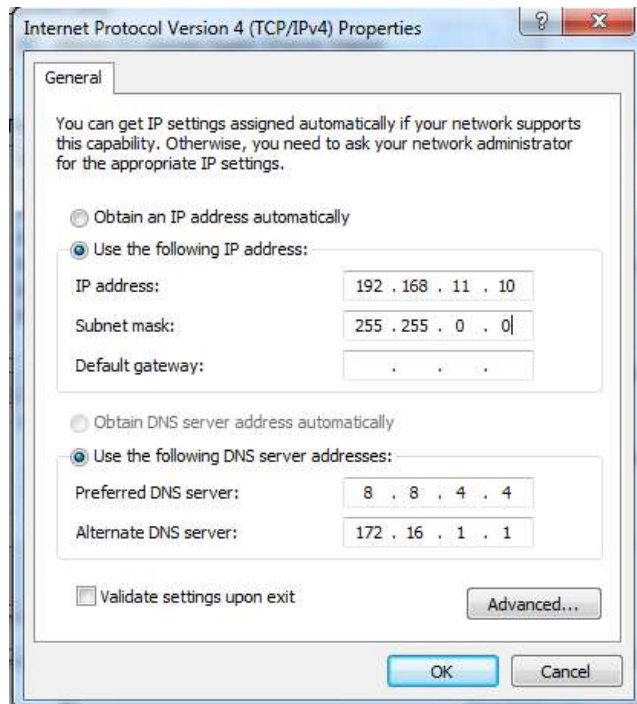 Internet Protocol Version 4 (TCP/IPv4) Properties
General
You can get IP settings assigned automatically if your network supports
this capability. Otherwise, you need to ask your network administrator
for the appropriate IP settings.
Obtain an IP address automatically
Use the following IP address:
IP address: 192 . 168 . 11 . 10
Subnet mask: 255 . 255 . 0 . 0
Default gateway: . . .
Obtain DNS server address automatically
Use the following DNS server addresses:
Preferred DNS server: 8 . 8 . 4 . 4
Alternate DNS server: 172 . 16 . 1 . 1
Validate settings upon exit
Advanced...
OK Cancel